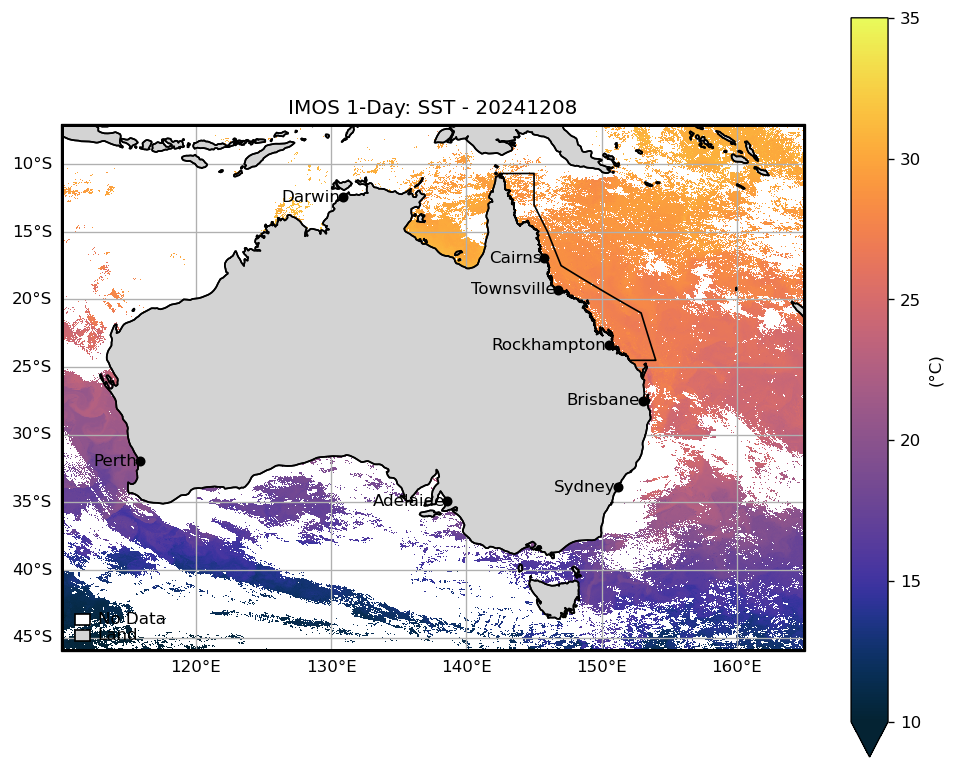 IMOS 1-Day: SST - 20241208
35
30
25
20
15
10
(°C)
10°S
15°S
20°S
25°S
30°S
35°S
40°S
45°S
Darwin
Cairns
Townsville
Rockhampton
Brisbane
Perth
Sydney
Adelaide
No Data
Land
120°E
130°E
140°E
150°E
160°E